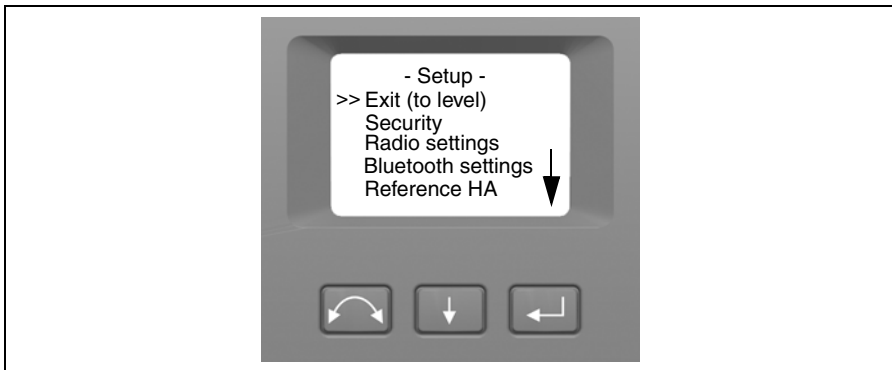 - Setup -
>> Exit (to level)
Security
Radio settings
Bluetooth settings
Reference HA